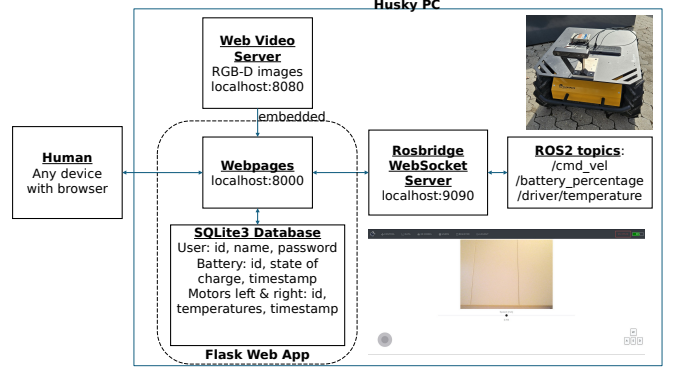 Husky PC
Web Video
Server
RGB-D images
localhost:8080
embedded
Human
Any device
with browser
Webpages
localhost:8000
Rosbridge
WebSocket
Server
localhost:9090
ROS2 topics:
/cmd_vel
/battery_percentage
/driver/temperature
SQLite3 Database
User: id, name, password
Battery: id, state of
charge, timestamp
Motors left & right: id,
temperatures, timestamp
Flask Web App